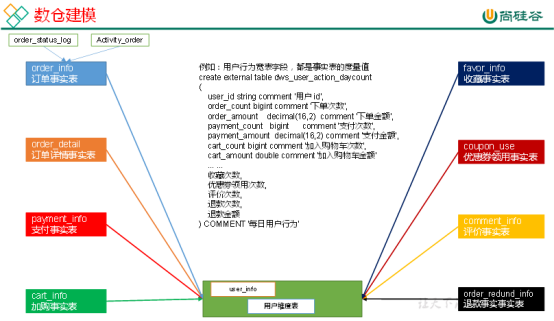 数仓建模
尚硅谷
order_status_log
Activity_order
order_info
订单事实表
order_detail
订单详情事实表
payment_info
支付事实表
cart_info
加购事实表
例如：用户行为宽表字段，都是事实表的度量值
create external table dws_user_action_daycount
(
user_id string comment '用户id',
order_count bigint comment '下单次数',
order_amount decimal(16,2) comment '下单金额',
payment_count bigint comment '支付次数',
payment_amount decimal(16,2) comment '支付金额',
cart_count bigint comment '加入购物车次数',
cart_amount double comment '加入购物车金额'
... ...
收藏次数,
优惠劵领用次数,
评价次数,
退款次数,
退款金额
) COMMENT '每日用户行为'
favor_info
收藏事实表
coupon_use
优惠劵领用事实表
comment_info
评价事实表
order_redund_info
退款事实事实表
user_info
用户维度表